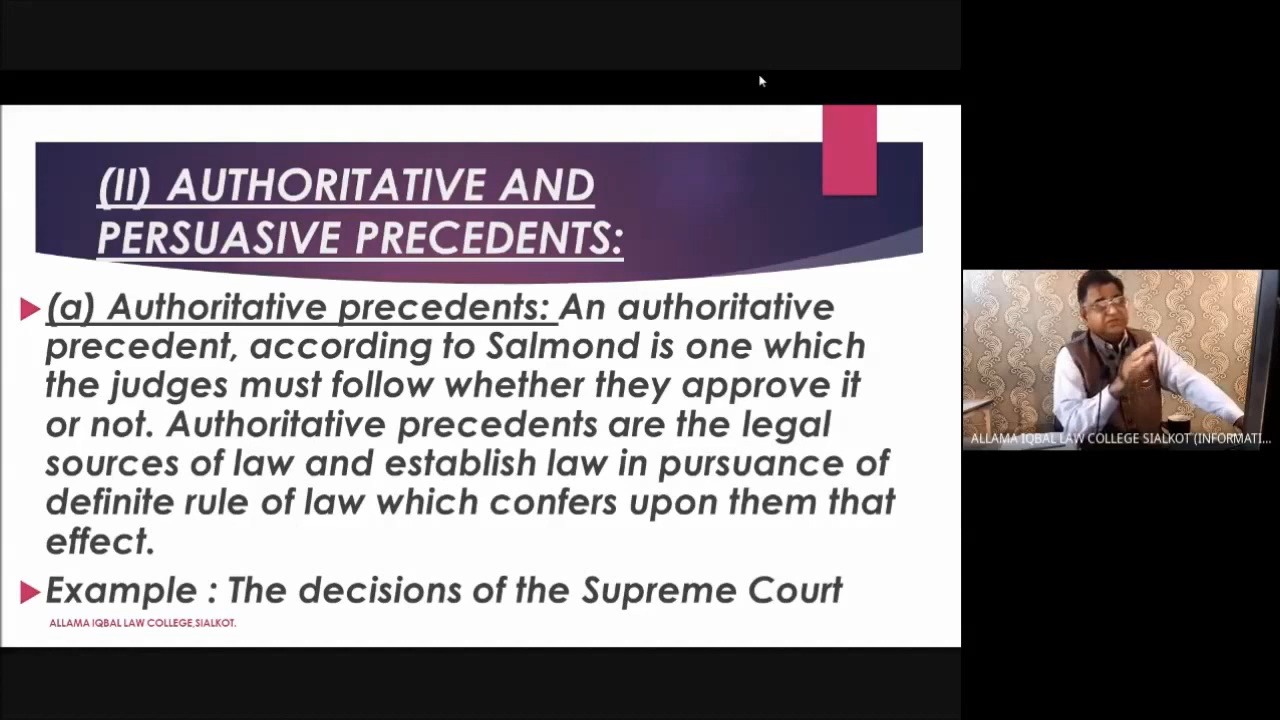 (II) AUTHORITATIVE AND
PERSUASIVE PRECEDENTS:
(a) Authoritative precedents: An authoritative
precedent, according to Salmond is one which
the judges must follow whether they approve it
or not. Authoritative precedents are the legal
sources of law and establish law in pursuance of
definite rule of law which confers upon them that
effect.
Example : The decisions of the Supreme Court
ALLAMA IQBAL LAW COLLEGE,SIALKOT.
ALLAMA IQBAL LAW COLLEGE SIALKOT (INFORMATI...